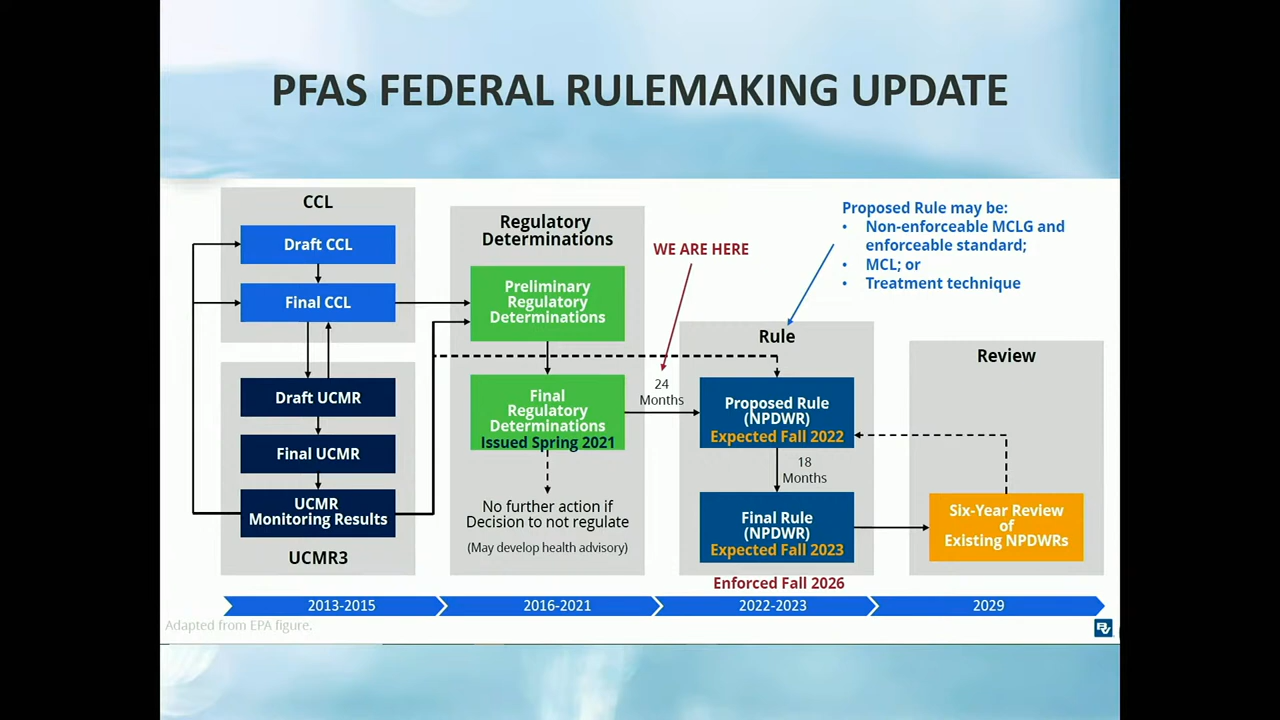 PFAS FEDERAL RULEMAKING UPDATE
CCL
Draft CCL
Final CCL
Draft UCMR
Final UCMR
UCMR
Monitoring Results
UCMR3
Regulatory
Determinations
Preliminary
Regulatory
Determinations
Final
Regulatory
Determinations
Issued Spring 2021
No further action if
Decision to not regulate
(May develop health advisory)
WE ARE HERE
24
Months
Proposed Rule may be:
• Non-enforceable MCLG and
enforceable standard;
• MCL; or
• Treatment technique
Rule
Proposed Rule
(NPDWR)
Expected Fall 2022
18
Months
Final Rule
(NPDWR)
Expected Fall 2023
Enforced Fall 2026
Review
Six-Year Review
of
Existing NPDWRs
2013-2015
2016-2021
2022-2023
2029
Adapted from EPA figure.
BV